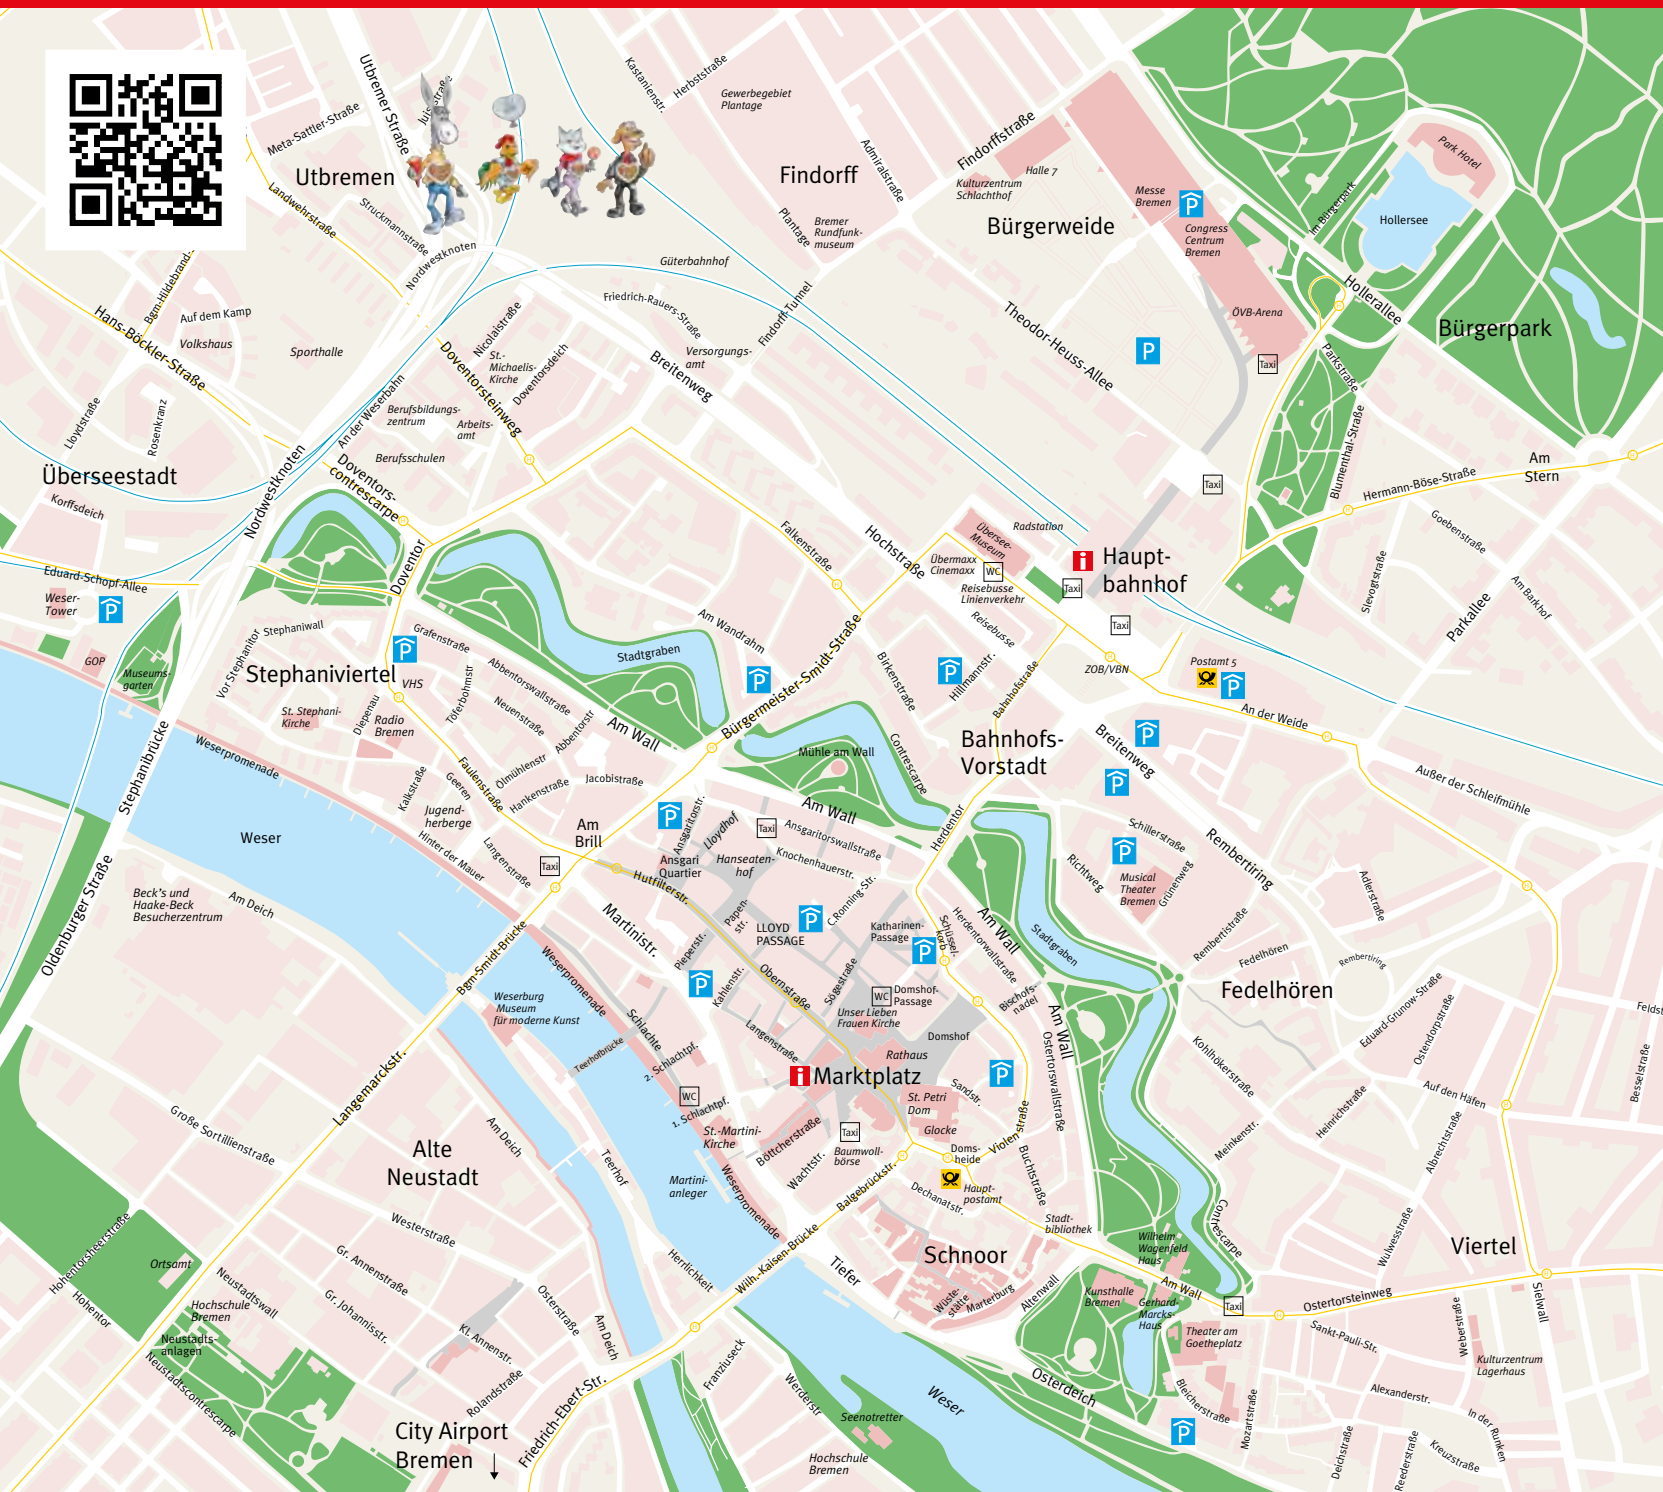 Utbremer Straße
Meta-Sattler-Straße
Utbremen
Landwehrstraße
Struckmannstraße
Nordwestknoten
Kastanienstr.
Herbststraße
Gewerbegebiet
Plantage
Findorff
Admiralstraße
Plantage
Bremer
Rundfunk-
museum
Güterbahnhof
Findorffstraße
Kulturzentrum
Schlachthof
Halle 7
Bürgerweide
Messe
Bremen
Congress
Centrum
Bremen
ÖVB-Arena
Theodor-Heuss-Allee
Im Bürgerpark
Park Hotel
Hollersee
Hollerallee
Bürgerpark
Parkstraße
Bgm-Hildebrand-
Auf dem Kamp
Volkshaus
Sporthalle
Hans-Böckler-Straße
Lloydstraße
Rosenkranz
An der Weserbahn
Überseestadt
Korffsdeich
Nordwestknoten
Nicolaistraße
St.-
Michaelis-
Kirche
Doventorsdeich
Doventorsteinweg
Berufsbildungs-
zentrum
Arbeits-
amt
Berufsschulen
Doventors-
contrescarpe
Friedrich-Rauers-Straße
Findorff-Tunnel
Versorgungs-
amt
Breitenweg
P
Taxi
Blumenthal-Straße
Hermann-Böse-Straße
Am
Stern
Goebenstraße
Slevogtstraße
Am Barkhof
Parkallee
Taxi
Eduard-Schopf-Allee
Weser-
Tower
P
GOP
Museums-
garten
Doventor
Falkenstraße
Hochstraße
Übersee-
Museum
Radstation
Übermaxx
Cinemaxx
WC
Reisebusse
Linienverkehr
Reisebusse
i Haupt-
bahnhof
Taxi
Taxi
ZOB/VBN
Postamt 5
P
An der Weide
Außer der Schleifmühle
Vor Stephanitor
Stephaniwall
Stephaniviertel
St. Stephani-
Kirche
Diepenau
VHS
Radio
Bremen
P
Grafenstraße
Töferbohmstr
Abbentorswallstraße
Neuenstraße
Abbentorstr
Am Wall
Stadtgraben
Am Wandrahm
P
Bürgermeister-Smidt-Straße
Birkenstraße
P
Hillmannstr.
Bahnhofstraße
Bahnhofs-
Vorstadt
Breitenweg
P
P
Mühle am Wall
Contrescarpe
Stephanibrücke
Weserpromenade
Weser
Oldenburger Straße
Beck's und
Haake-Beck
Besucherzentrum
Am Deich
Faulenstraße
Geeren
Ölmühlenstr
Hankenstraße
Jacobistraße
Kalkstraße
Jugend-
herberge
Hinter der Mauer
Langenstraße
Am
Brill
Taxi
P
Ansgaritorstr.
Lloydhof
Taxi
Am Wall
Ansgaritorswallstraße
Ansgari
Quartier
Hanseaten-
hof
Knochenhauerstr.
Herdentor
Hutfilterstr.
Papen-
str.
LLOYD
PASSAGE
P
C.Ronning-Str.
Katharinen-
Passage
P
Schüssel-
korb
Herdentorwallstraße
Am Wall
Stadtgraben
Schillerstraße
P
Richtweg
Musical
Theater
Bremen
Grünenweg
Rembertiring
Rembertistraße
Fedelhören
Rembertiring
Adlerstraße
Fedelhören
Eduard-Grunow-Straße
Ostendorpstraße
Feldst
Martinistr.
Pieperstr.
P
Kahlenstr.
Obernstraße
Sögestraße
WC
Domshof-
Passage
Unser Lieben
Frauen Kirche
Domshof
Bischofs-
nadel
Am Wall
Ostertorswallstraße
Bgm-Smidt-Brücke
Weserpromenade
Weserburg
Museum
für moderne Kunst
Teerhofbrücke
Schlachte
2. Schlachtpf.
WC
1. Schlachtpf.
Langenstraße
Rathaus
i Marktplatz
St. Petri
Dom
Sandstr.
P
Glocke
Doms-
heide
Violenstraße
St.-Martini-
Kirche
Böttcherstraße
Taxi
Baumwoll-
börse
Wachtstr.
Balgebrückstr.
Haupt-
postamt
Dechanatstr.
Buchtstraße
Stadt-
bibliothek
Kohlhökerstraße
Auf den Häfen
Heinrichstraße
Besselstraße
Albrechtstraße
Meinkenstr.
Contrescarpe
Wulwesstraße
Viertel
Langemarckstr.
Große Sortillienstraße
Alte
Neustadt
Am Deich
Teerhof
Martini-
anleger
Weserpromenade
Westerstraße
Gr. Annenstraße
Gr. Johannisstr.
Hohentorsheerstraße
Hohentor
Ortsamt
Neustadtswall
Hochschule
Bremen
Neustadts-
anlagen
Neustadtscontrescarpe
Kl. Annenstr.
Osterstraße
Am Deich
Rolandstraße
City Airport
Bremen
Friedrich-Ebert-Str.
Herrlichkeit
Wilh.-Kaisen-Brücke
Tiefer
Schnoor
Wüste-
stätte
Marterburg
Altenwall
Wilhelm
Wagenfeld
Haus
Am Wall
Kunsthalle
Bremen
Gerhard-
Marcks-
Haus
Taxi
Theater am
Goetheplatz
Ostertorsteinweg
Sankt-Pauli-Str.
Weberstraße
Sielwall
Kulturzentrum
Lagerhaus
Alexanderstr.
In der Runken
Kreuzstraße
Reederstraße
Deichstraße
Mozartstraße
Bleicherstraße
P
Osterdeich
Weser
Franziuseck
Werderstr
Seenotretter
Hochschule
Bremen